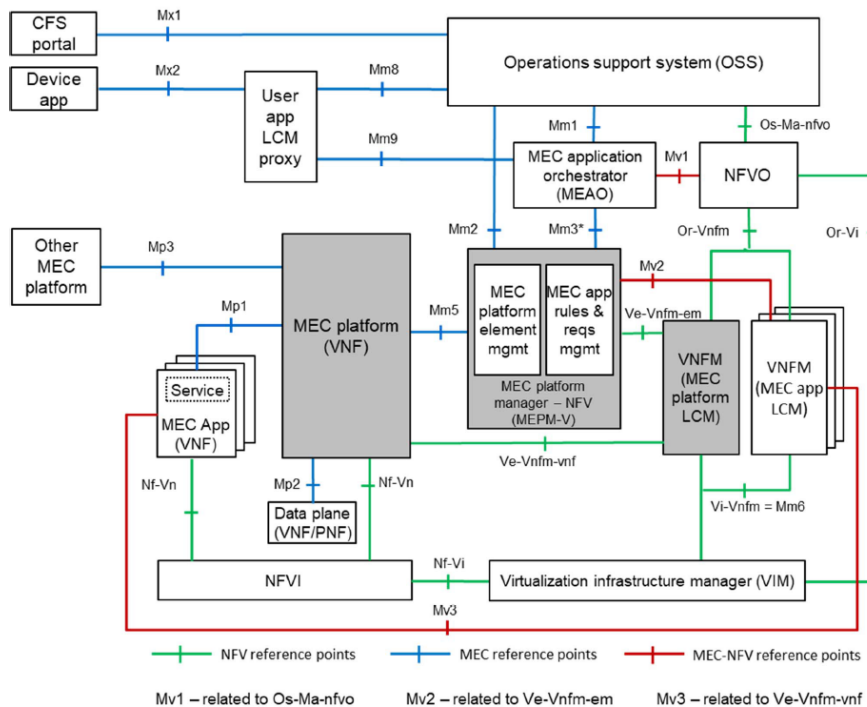 CFS
portal
Mx1
Operations support system (OSS)
Device
app
Mx2
User
app
LCM
proxy
Mm8
Mm9
Mm1
Os-Ma-nfvo
MEC application
orchestrator
(MEAO)
Mv1
NFVO
Other
MEC
platform
Mp3
Mm2
Mm3*
Or-Vnfm
Or-Vi
Mv2
MEC platform
(VNF)
Mm5
MEC
platform
element
mgmt
MEC app
rules &
reqs
mgmt
MEC platform
manager – NFV
(MEPM-V)
Ve-Vnfm-em
VNFM
(MEC
platform
LCM)
VNFM
(MEC app
LCM)
Mp1
Service
MEC App
(VNF)
Ve-Vnfm-vnf
Nf-Vn
Mp2
Nf-Vn
Data plane
(VNF/PNF)
Vi-Vnfm = Mm6
NFVI
Nf-Vi
Virtualization infrastructure manager (VIM)
Mv3
NFV reference points
MEC reference points
MEC-NFV reference points
Mv1 – related to Os-Ma-nfvo
Mv2 – related to Ve-Vnfm-em
Mv3 – related to Ve-Vnfm-vnf